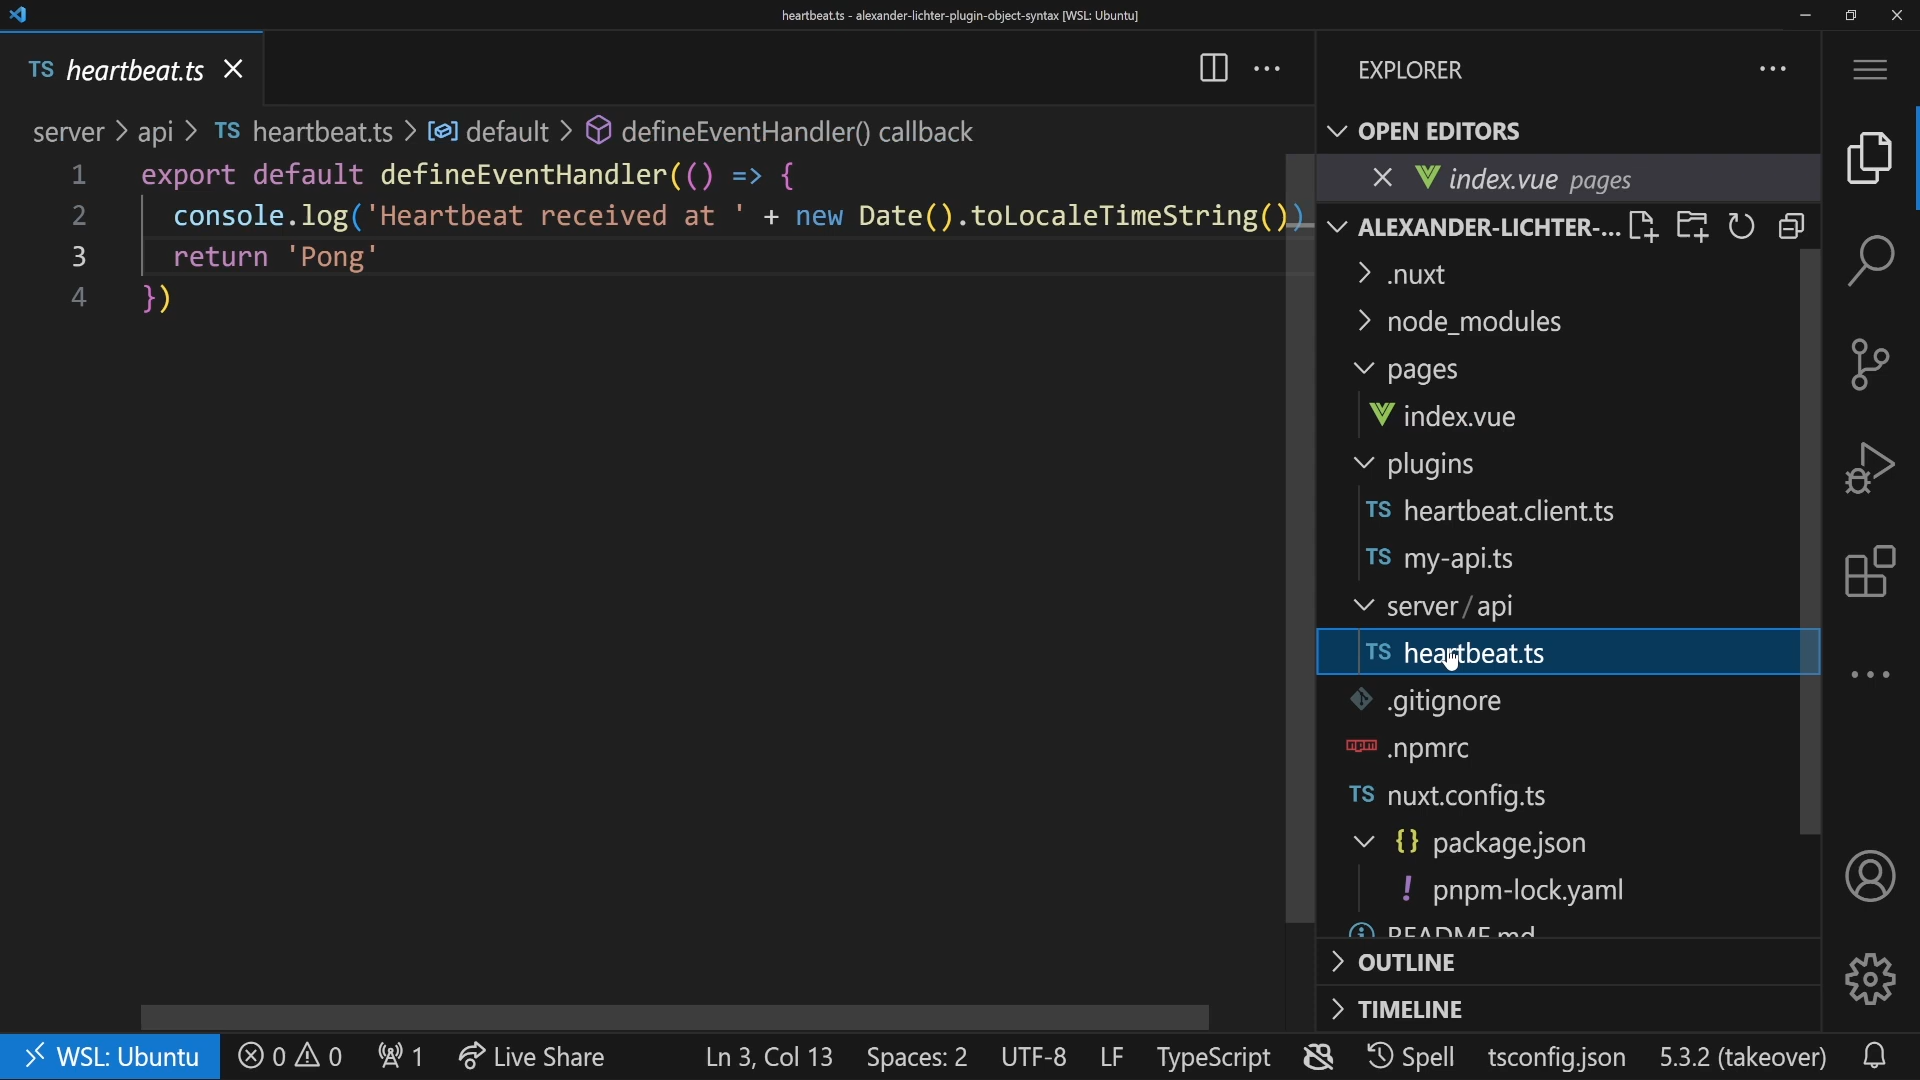 heartbeat.ts - alexander-lichter-plugin-object-syntax [WSL: Ubuntu]
TS heartbeat.ts
server > api > TS heartbeat.ts > default > defineEventHandler() callback
1 export default defineEventHandler(() => {
2 console.log('Heartbeat received at ' + new Date().toLocaleTimeString())
3 return 'Pong'
4 })
EXPLORER
OPEN EDITORS
index.vue pages
ALEXANDER-LICHTER-...
.nuxt
node_modules
pages
index.vue
plugins
TS heartbeat.client.ts
TS my-api.ts
server / api
TS heartbeat.ts
.gitignore
npm .npmrc
TS nuxt.config.ts
{} package.json
! pnpm-lock.yaml
README.md
OUTLINE
TIMELINE
WSL: Ubuntu 0 0 1 Live Share Ln 3, Col 13 Spaces: 2 UTF-8 LF TypeScript Spell tsconfig.json 5.3.2 (takeover)